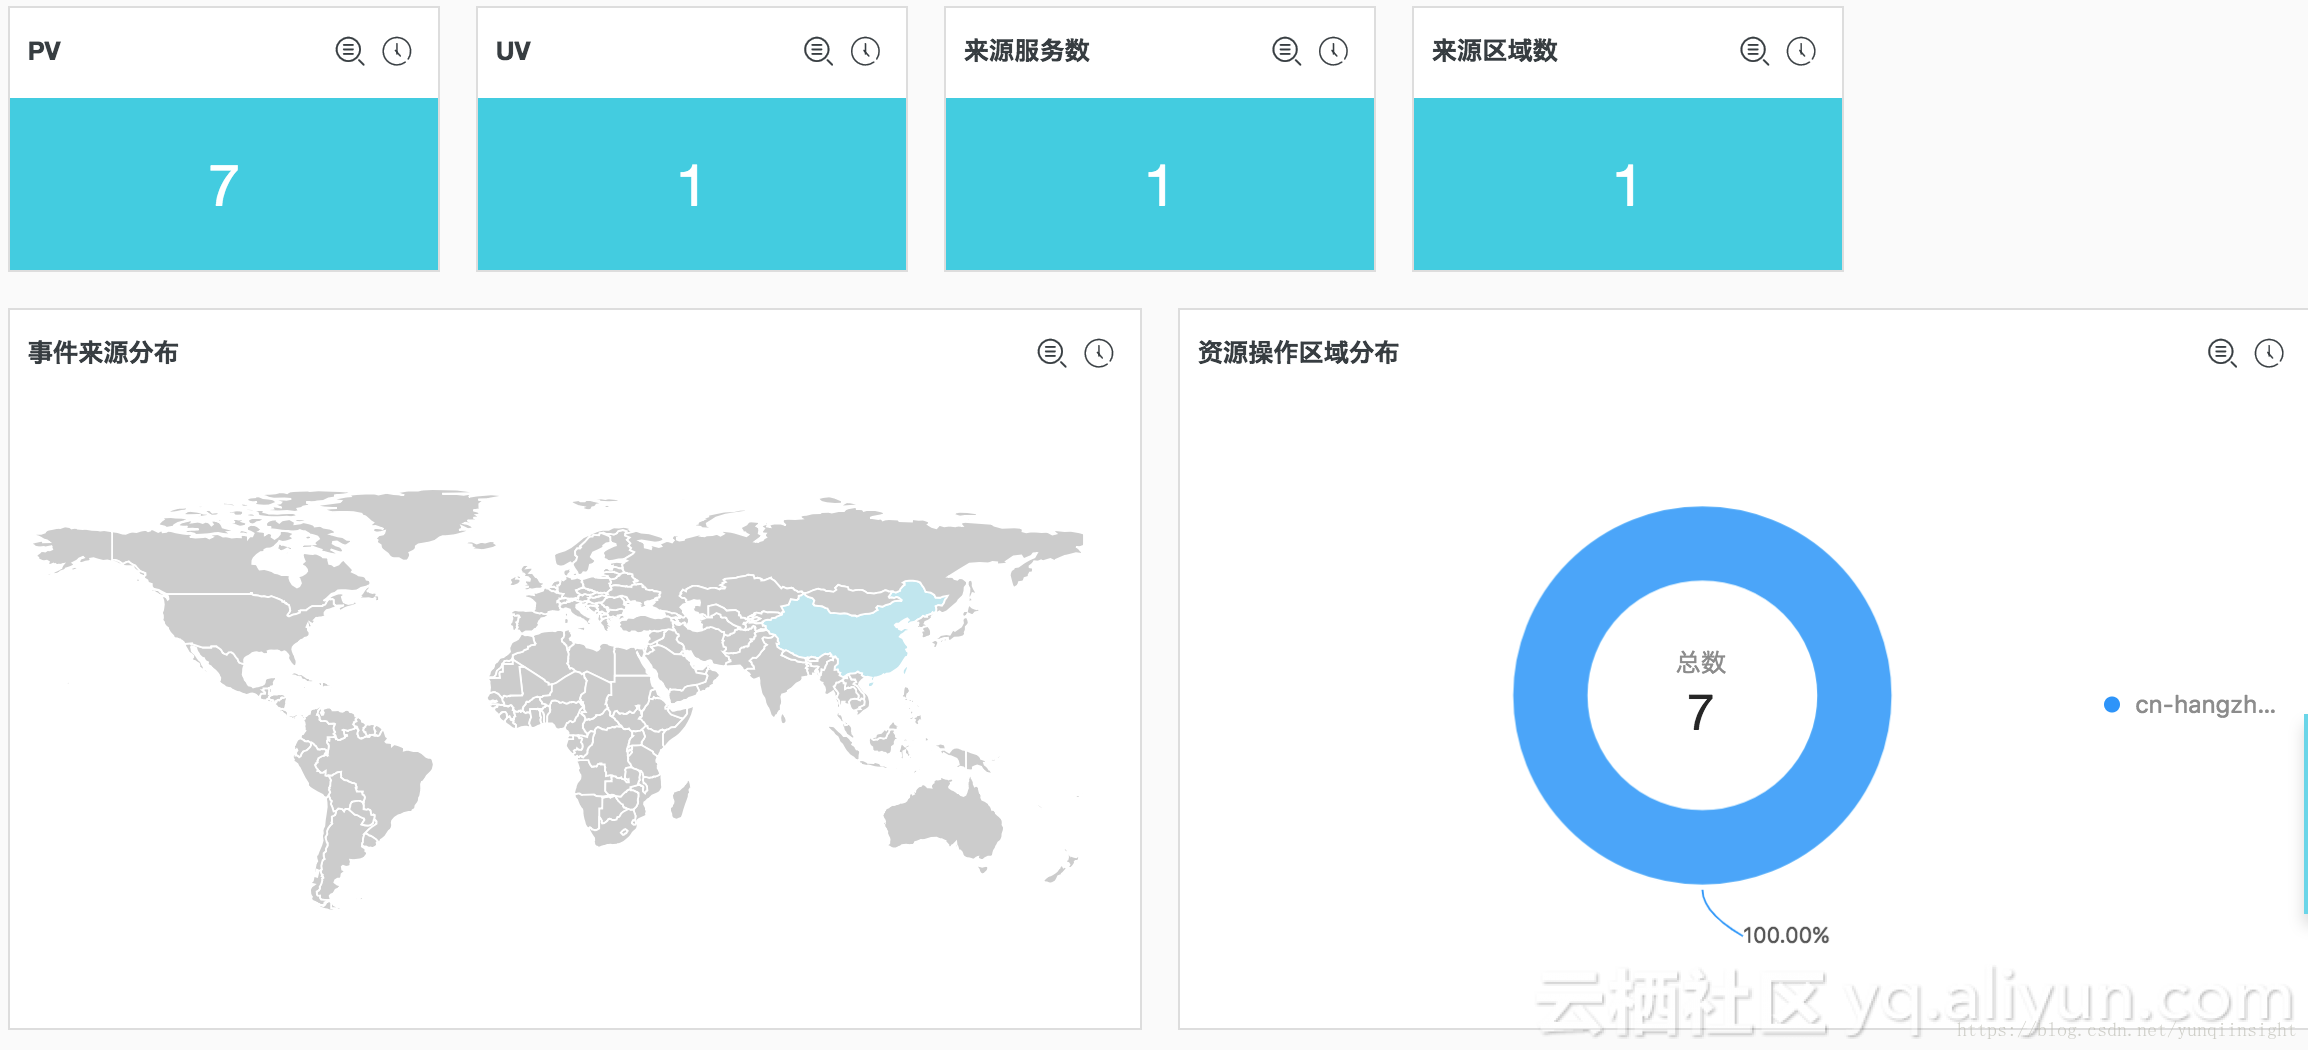 PV
UV
来源服务数
来源区域数
7
1
1
1
事件来源分布
资源操作区域分布
总数
7
cn-hangzh...
100.00%
云栖社区 yq.aliyun.com
https://blog.csdn.net/yunqiinsight